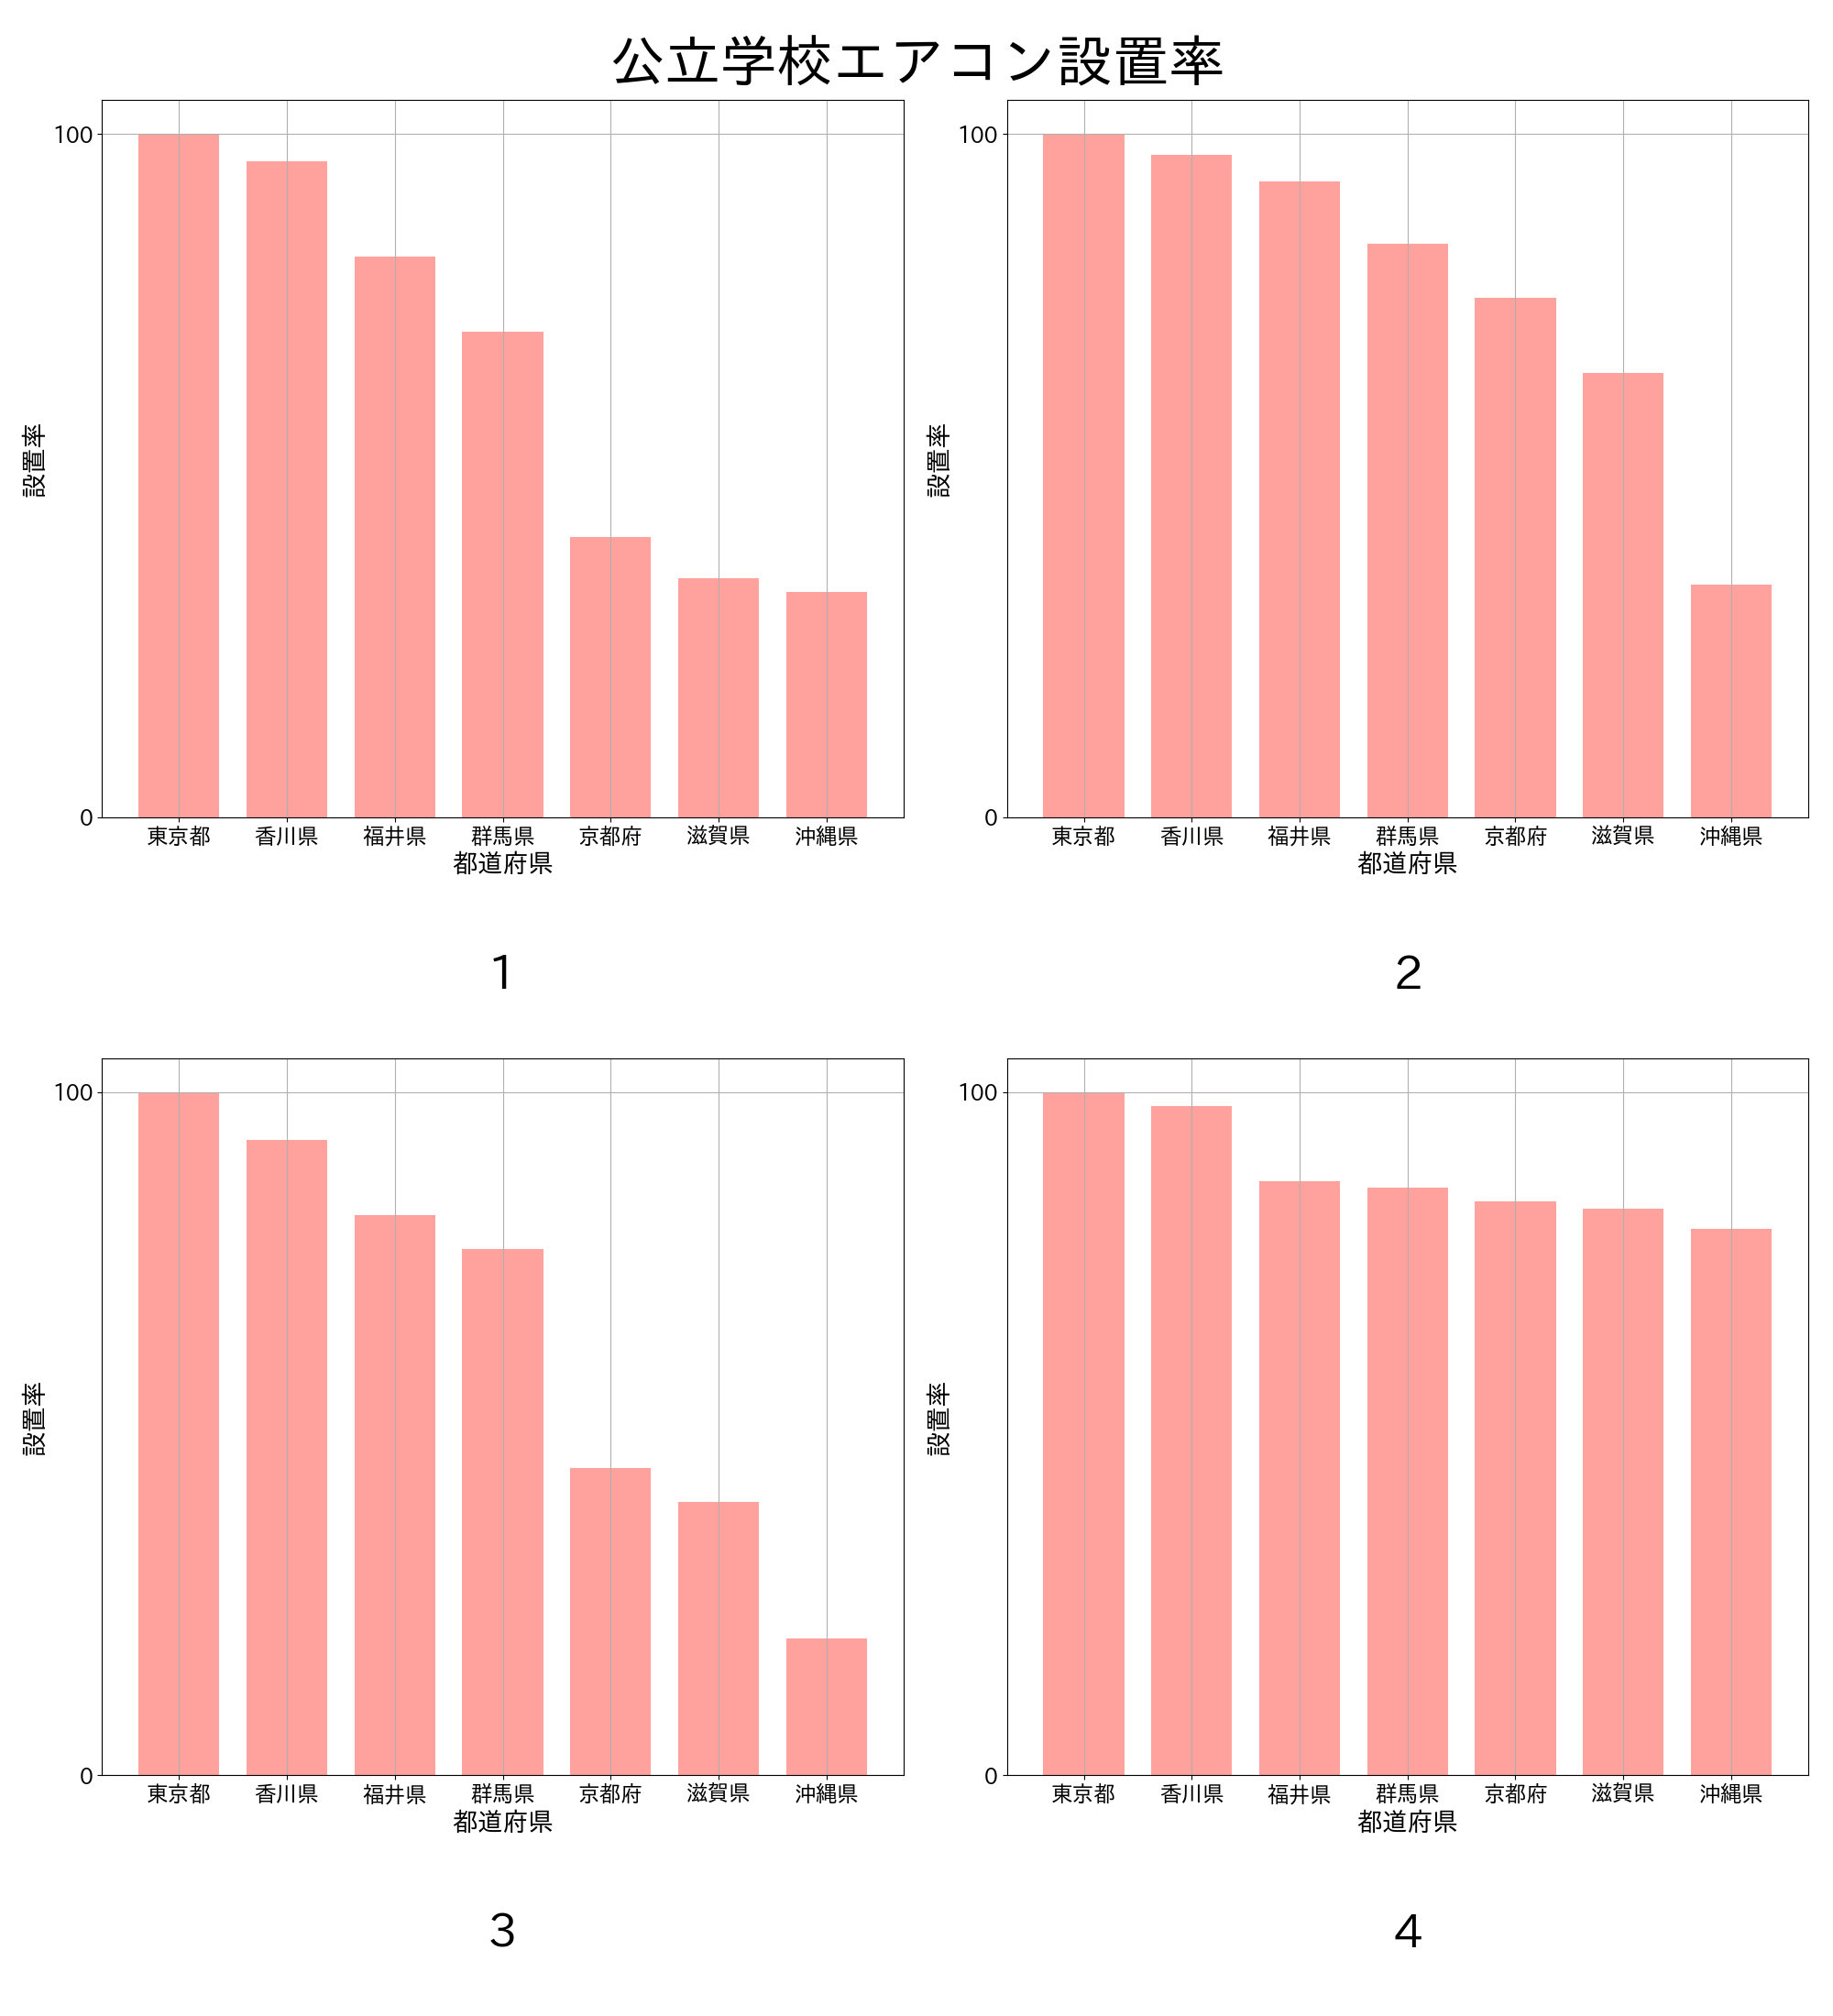 公立学校エアコン設置率
100
0
設置率
東京都 香川県 福井県 群馬県 京都府 滋賀県 沖縄県
都道府県
1
100
0
設置率
東京都 香川県 福井県 群馬県 京都府 滋賀県 沖縄県
都道府県
2
100
0
設置率
東京都 香川県 福井県 群馬県 京都府 滋賀県 沖縄県
都道府県
3
100
0
設置率
東京都 香川県 福井県 群馬県 京都府 滋賀県 沖縄県
都道府県
4